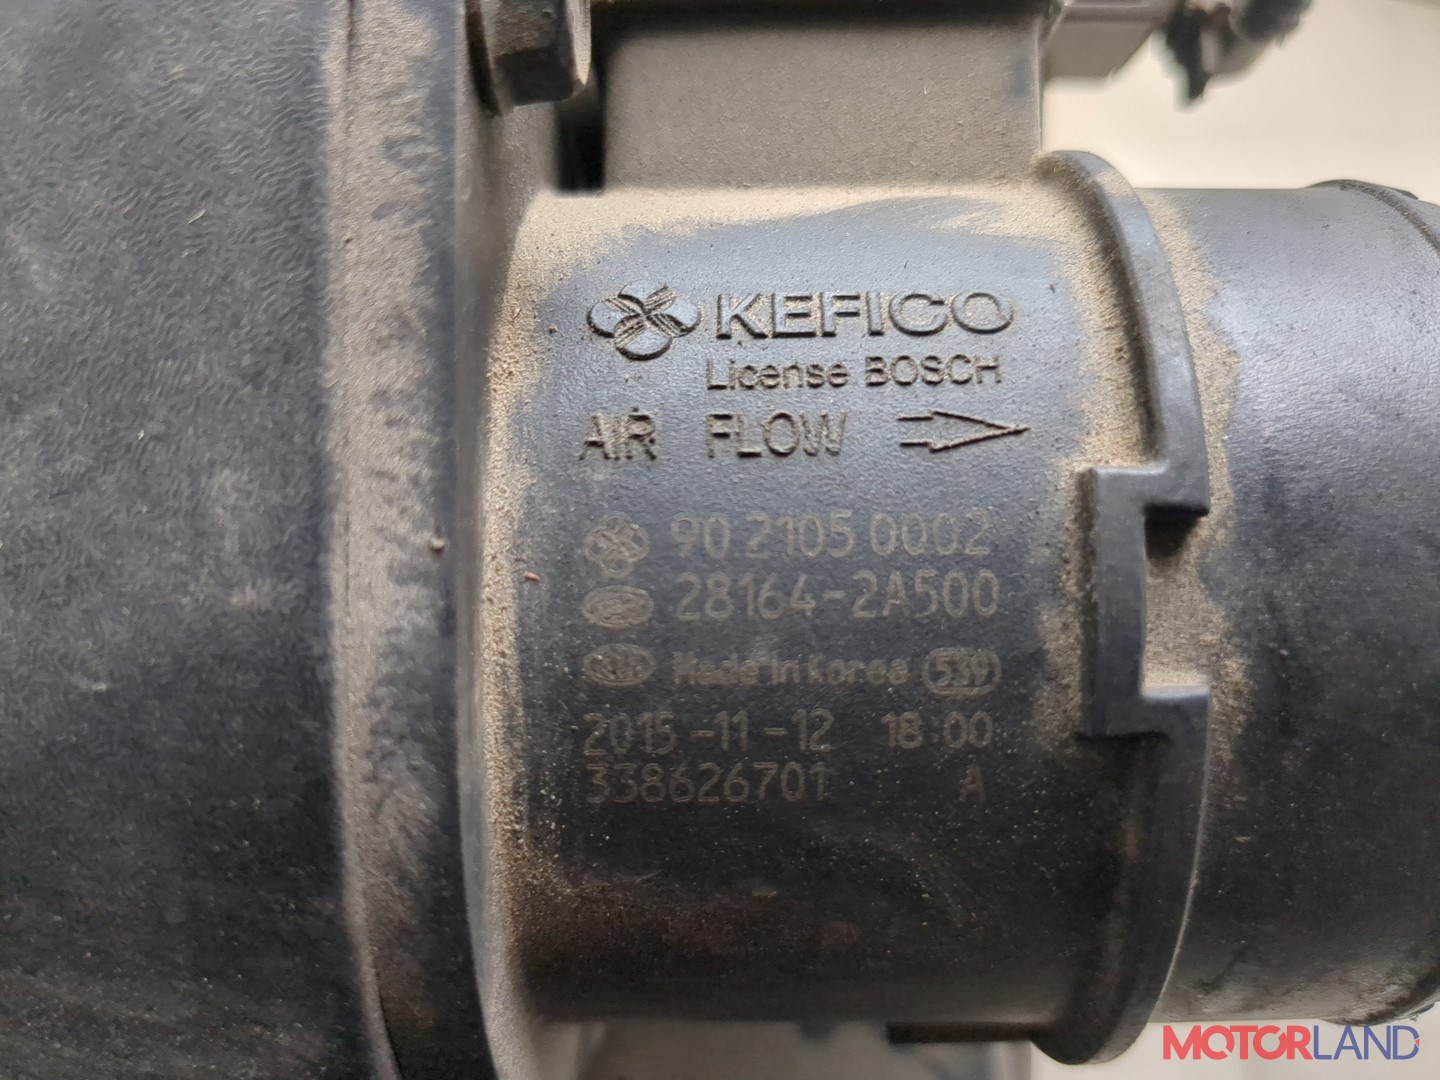 KEFICO
License BOSCH
AIR FLOW
90 2105 0002
28164-2A500
Made in Korea 539
2015-11-12 18:00
338626701 A
MOTORLAND